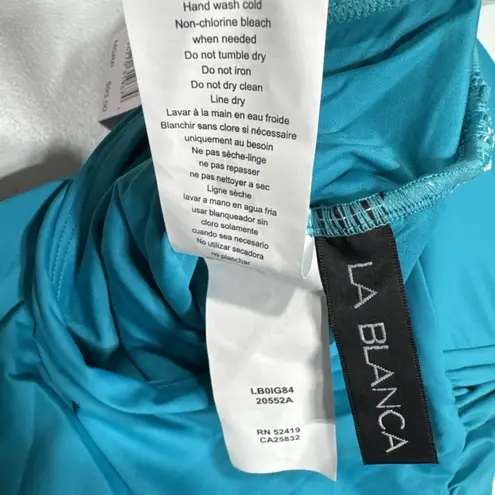 Hand wash cold
Non-chlorine bleach
when needed
Do not tumble dry
Do not iron
Do not dry clean
Line dry
Lavar à la main en eau froide
Blanchir sans clore si nécessaire
uniquement au besoin
Ne pas sèche-linge
ne pas repasser
ne pas nettoyer a sec
Ligne sèche
lavar a mano en agua fria
usar blanqueador sin
cloro solamente
cuando sea necesario
No utilizar secadora
no planchar
LB0IG84
20552A
RN 52419
CA25832
LA BLANCA